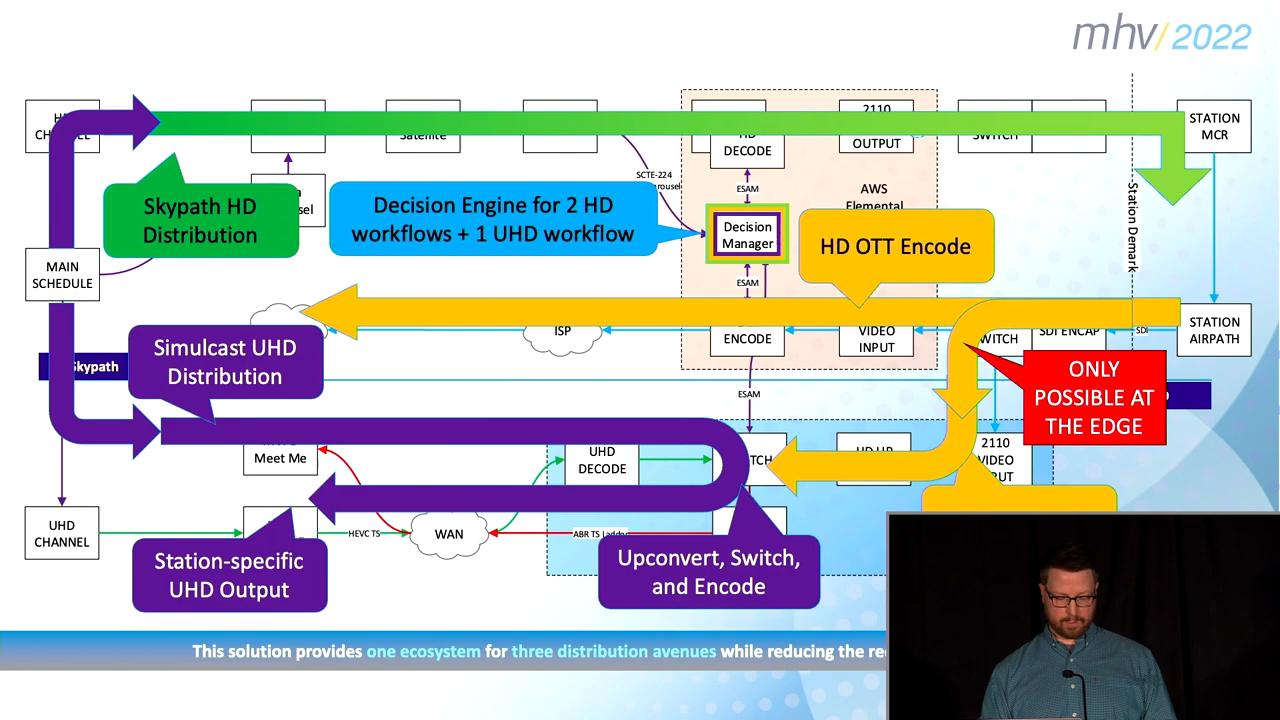 mhv/2022
2110
OUTPUT
STATION
MCR
Satellite
SWITCH
HD
DECODE
SCTE-224
ESAM
AWS
Elemental
Skypath HD
Distribution
Decision Engine for 2 HD
workflows + 1 UHD workflow
Decision
Manager
HD OTT Encode
Station Demark
MAIN
SCHEDULE
ESAM
ISP
ENCODE
VIDEO
INPUT
SDI ENCAP
SDI
STATION
AIRPATH
Skypath
Simulcast UHD
Distribution
ONLY
POSSIBLE AT
THE EDGE
ESAM
Meet Me
UHD
DECODE
2110
VIDEO
UHD
CHANNEL
HEVC TS
WAN
ABR TS
Station-specific
UHD Output
Upconvert, Switch,
and Encode
This solution provides one ecosystem for three distribution avenues while reducing the